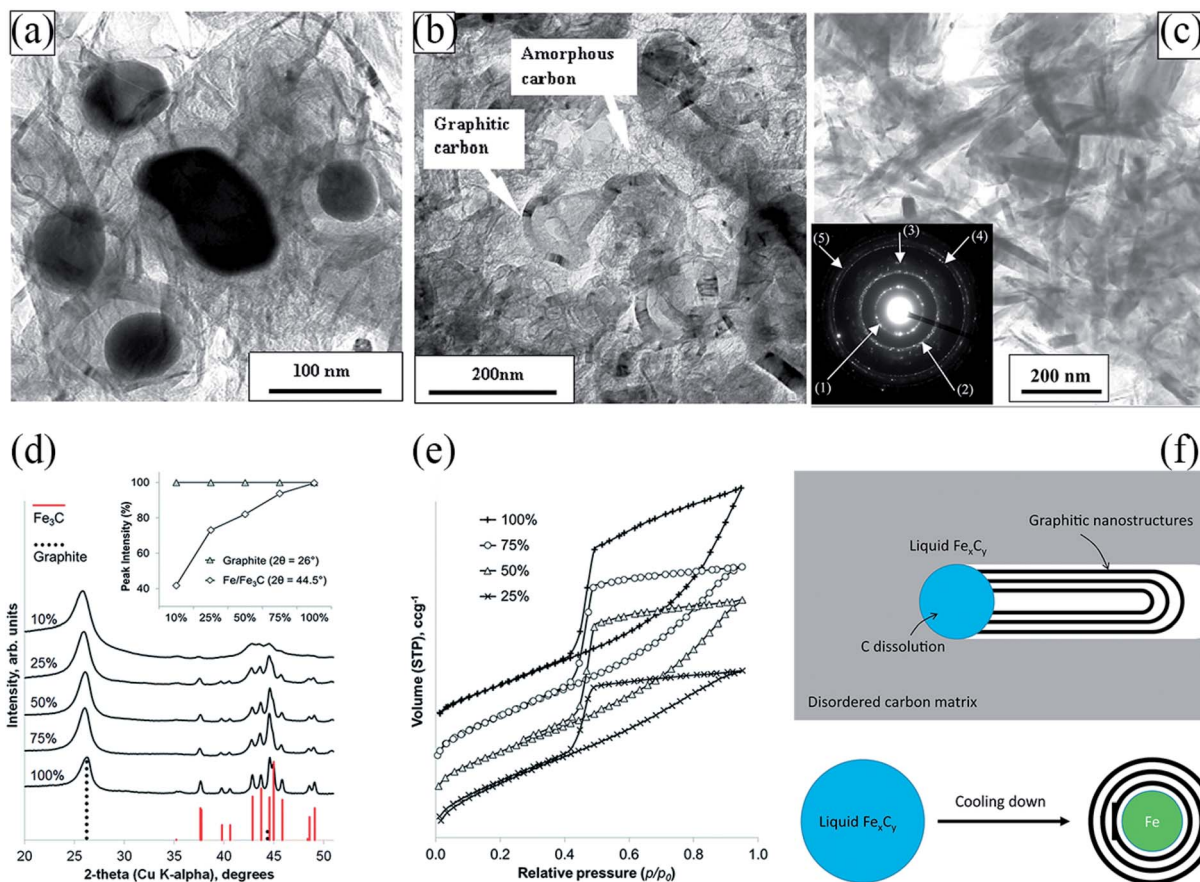 (a)
100 nm
(b)
Amorphous
carbon
Graphitic
carbon
200nm
(c)
(5)
(3)
(4)
(1)
(2)
200 nm
(d)
Fe₃C
Graphite
Peak Intensity (%)
100
80
60
40
Graphite (2θ = 26°)
Fe/Fe₃C (2θ = 44.5°)
10% 25% 50% 75% 100%
Intensity, arb. units
10%
25%
50%
75%
100%
20 25 30 35 40 45 50
2-theta (Cu K-alpha), degrees
(e)
100%
75%
50%
25%
Volume (STP), ccg⁻¹
0.0 0.2 0.4 0.6 0.8 1.0
Relative pressure (p/p₀)
(f)
Graphitic nanostructures
Liquid FeₓCᵧ
C dissolution
Disordered carbon matrix
Liquid FeₓCᵧ
Cooling down
Fe